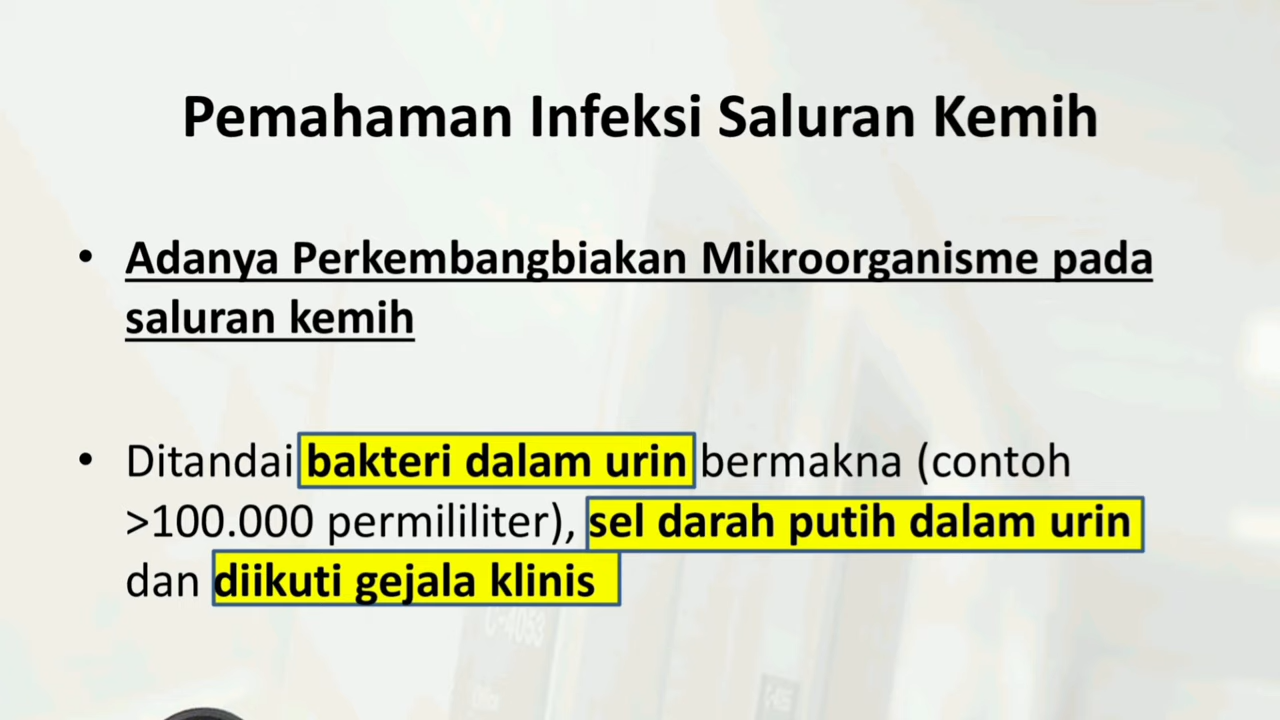 Pemahaman Infeksi Saluran Kemih
• Adanya Perkembangbiakan Mikroorganisme pada
saluran kemih
• Ditandai bakteri dalam urin bermakna (contoh
>100.000 permililiter), sel darah putih dalam urin
dan diikuti gejala klinis
C-4053